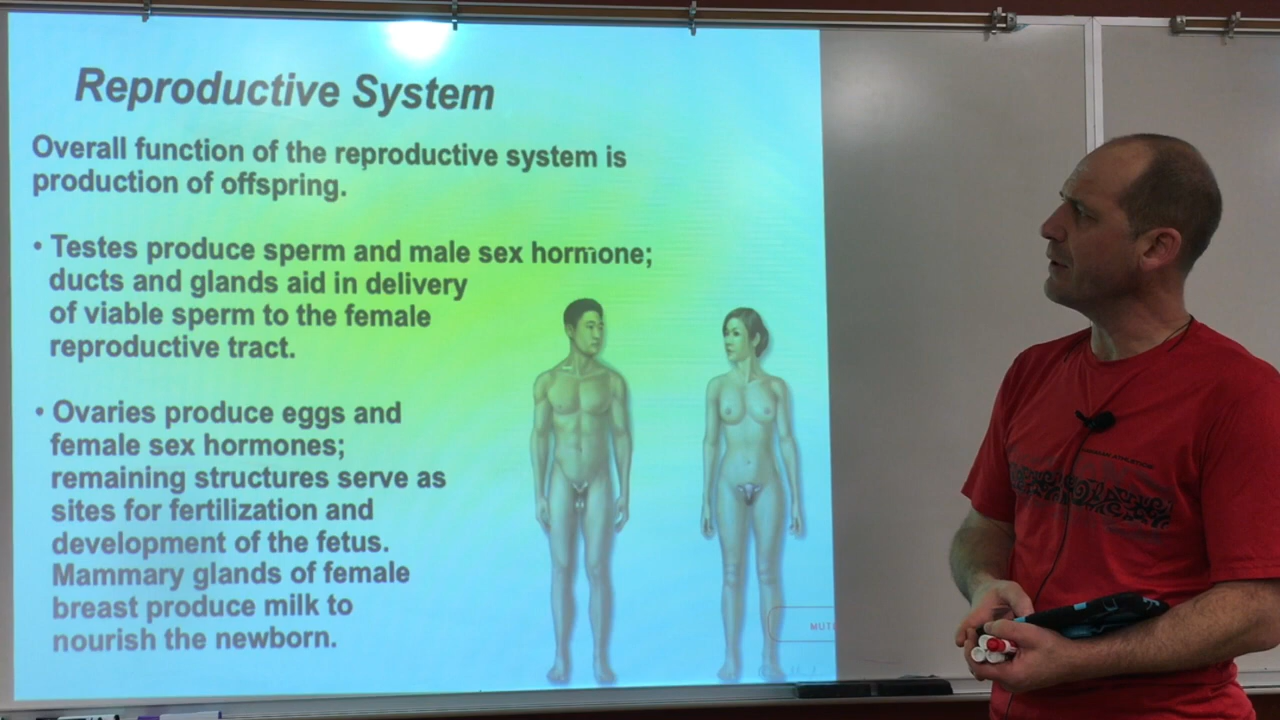 Reproductive System
Overall function of the reproductive system is
production of offspring.
• Testes produce sperm and male sex hormone;
ducts and glands aid in delivery
of viable sperm to the female
reproductive tract.
• Ovaries produce eggs and
female sex hormones;
remaining structures serve as
sites for fertilization and
development of the fetus.
Mammary glands of female
breast produce milk to
nourish the newborn.